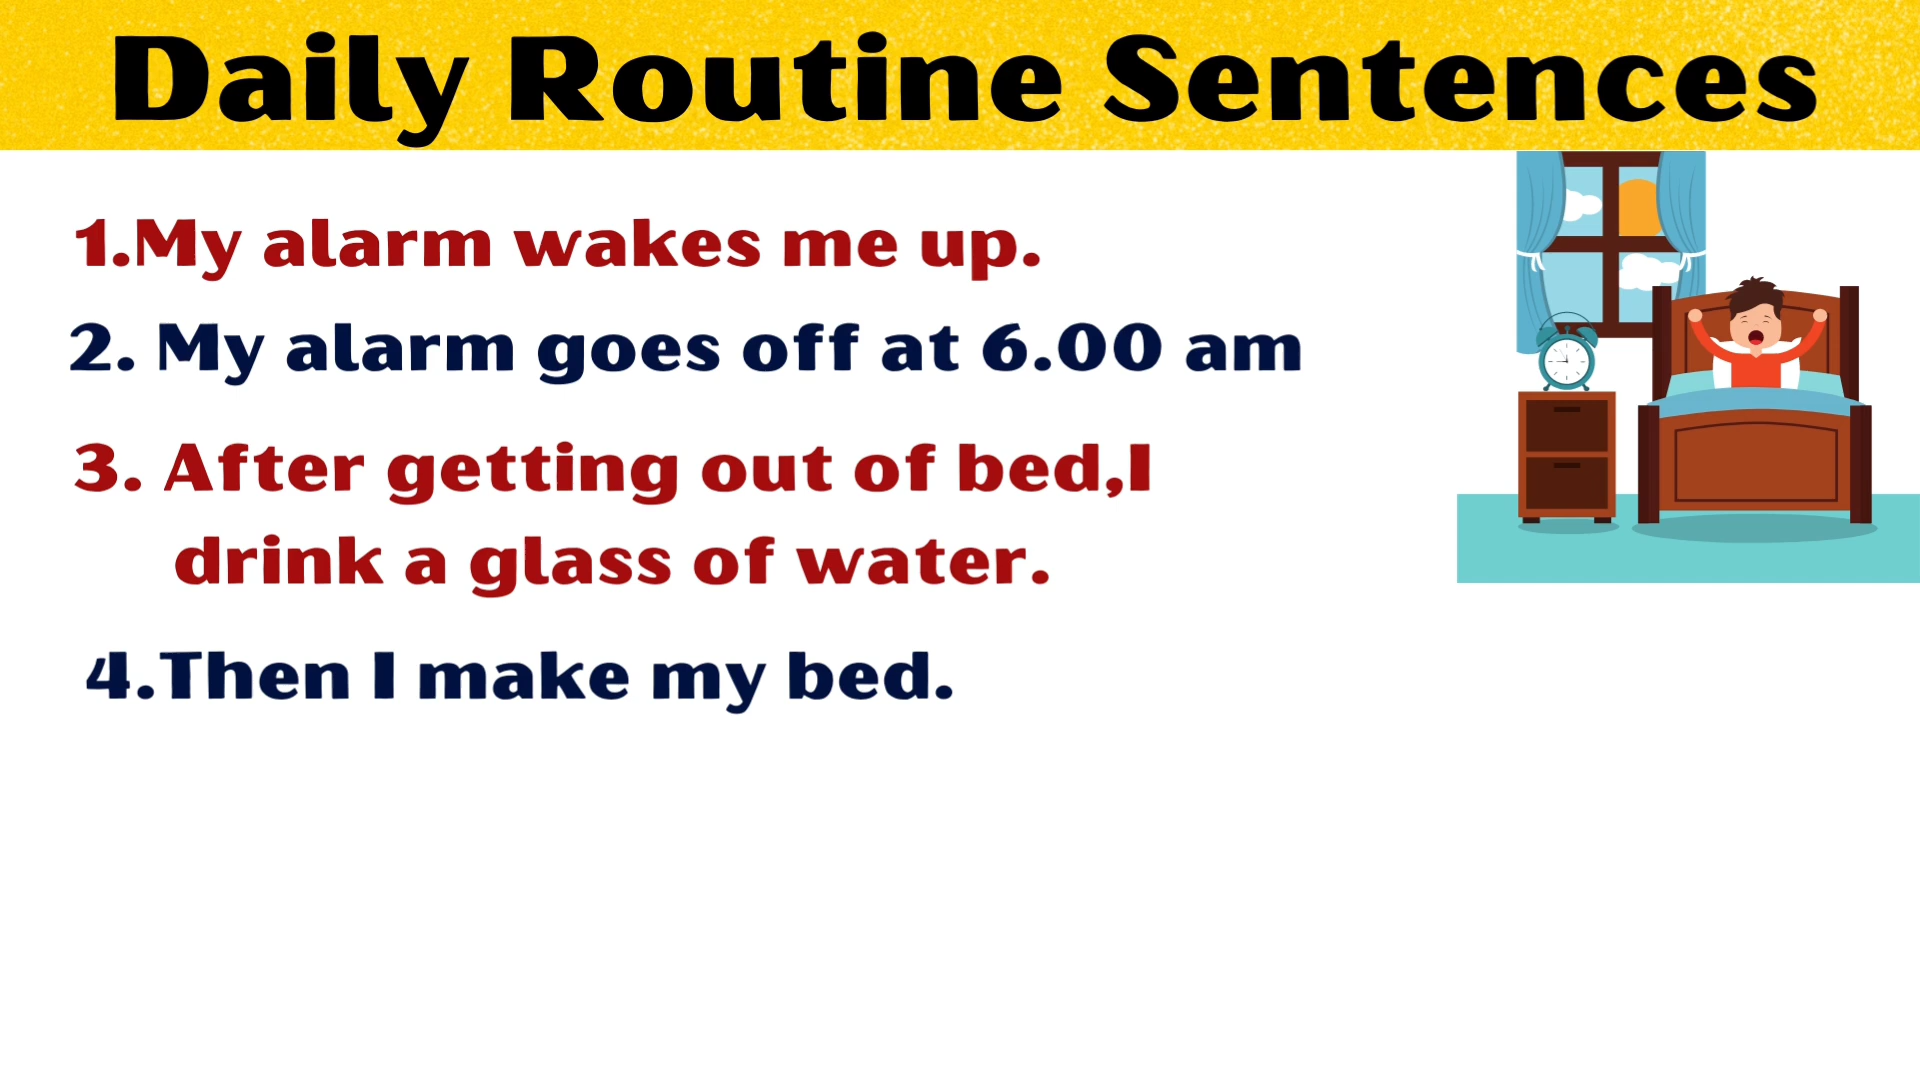 Daily Routine Sentences
1.My alarm wakes me up.
2. My alarm goes off at 6.00 am
3. After getting out of bed,I
drink a glass of water.
4.Then I make my bed.